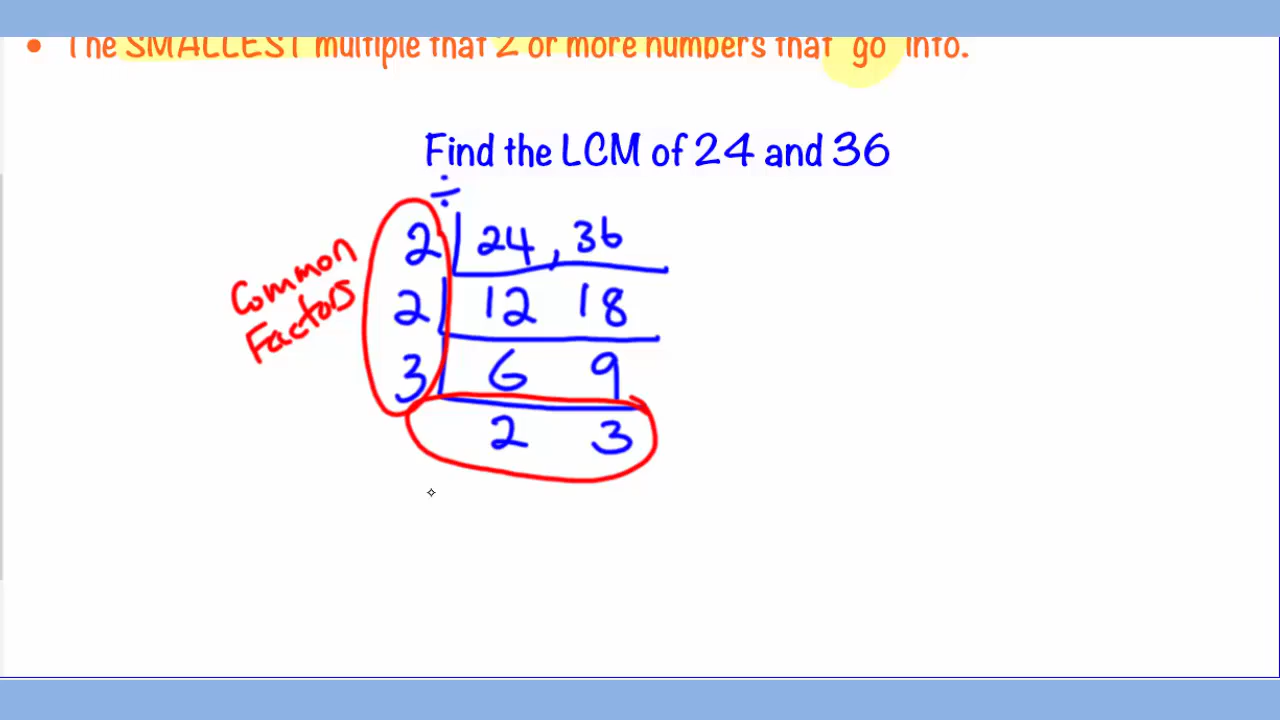 • The SMALLEST multiple that 2 or more numbers that "go" into.
Find the LCM of 24 and 36
÷
2 24 , 36
2 12 18
3 6 9
2 3
Common
Factors